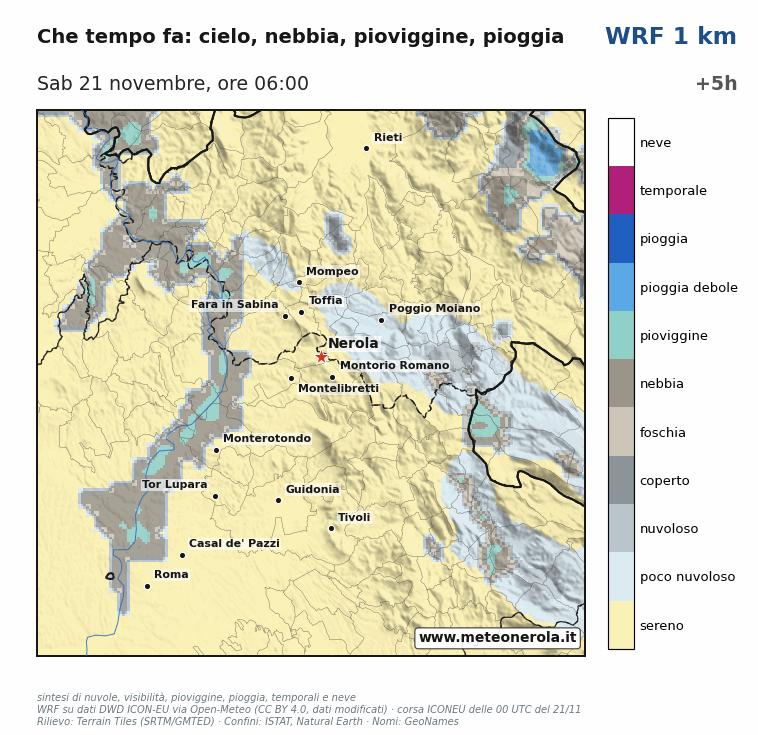 Che tempo fa: cielo, nebbia, pioviggine, pioggia
WRF 1 km
Sab 21 novembre, ore 06:00
+5h
Rieti
Mompeo
Toffia
Fara in Sabina
Poggio Moiano
Nerola
Montorio Romano
Montelibretti
Monterotondo
Tor Lupara
Guidonia
Tivoli
Casal de' Pazzi
Roma
www.meteonerola.it
neve
temporale
pioggia
pioggia debole
pioviggine
nebbia
foschia
coperto
nuvoloso
poco nuvoloso
sereno
sintesi di nuvole, visibilità, pioviggine, pioggia, temporali e neve
WRF su dati DWD ICON-EU via Open-Meteo (CC BY 4.0, dati modificati) · corsa ICONEU delle 00 UTC del 21/11
Rilievo: Terrain Tiles (SRTM/GMTED) · Confini: ISTAT, Natural Earth · Nomi: GeoNames